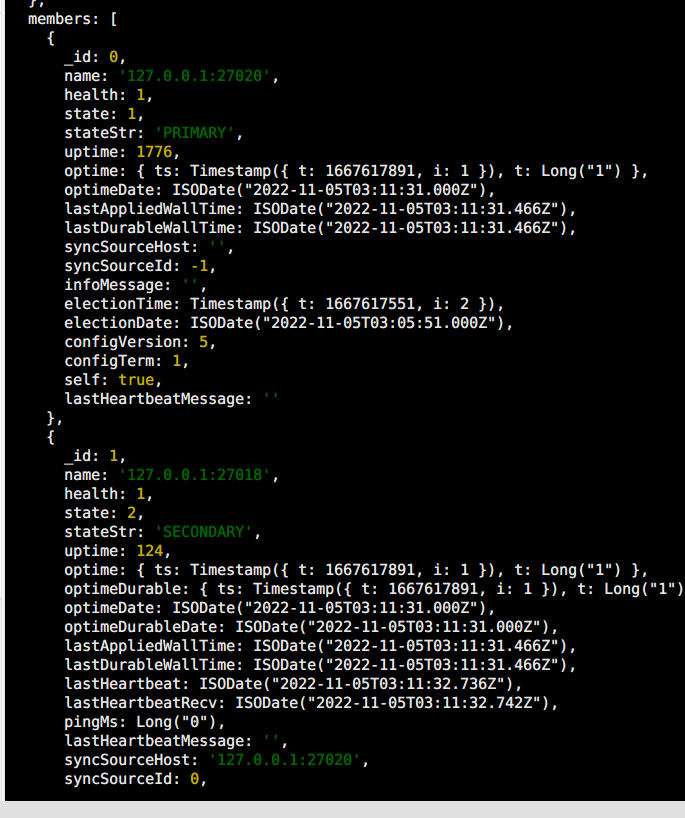 },
members: [
{
_id: 0,
name: '127.0.0.1:27020',
health: 1,
state: 1,
stateStr: 'PRIMARY',
uptime: 1776,
optime: { ts: Timestamp({ t: 1667617891, i: 1 }), t: Long("1") },
optimeDate: ISODate("2022-11-05T03:11:31.000Z"),
lastAppliedWallTime: ISODate("2022-11-05T03:11:31.466Z"),
lastDurableWallTime: ISODate("2022-11-05T03:11:31.466Z"),
syncSourceHost: '',
syncSourceId: -1,
infoMessage: '',
electionTime: Timestamp({ t: 1667617551, i: 2 }),
electionDate: ISODate("2022-11-05T03:05:51.000Z"),
configVersion: 5,
configTerm: 1,
self: true,
lastHeartbeatMessage: ''
},
{
_id: 1,
name: '127.0.0.1:27018',
health: 1,
state: 2,
stateStr: 'SECONDARY',
uptime: 124,
optime: { ts: Timestamp({ t: 1667617891, i: 1 }), t: Long("1") },
optimeDurable: { ts: Timestamp({ t: 1667617891, i: 1 }), t: Long("1")
optimeDate: ISODate("2022-11-05T03:11:31.000Z"),
optimeDurableDate: ISODate("2022-11-05T03:11:31.000Z"),
lastAppliedWallTime: ISODate("2022-11-05T03:11:31.466Z"),
lastDurableWallTime: ISODate("2022-11-05T03:11:31.466Z"),
lastHeartbeat: ISODate("2022-11-05T03:11:32.736Z"),
lastHeartbeatRecv: ISODate("2022-11-05T03:11:32.742Z"),
pingMs: Long("0"),
lastHeartbeatMessage: '',
syncSourceHost: '127.0.0.1:27020',
syncSourceId: 0,